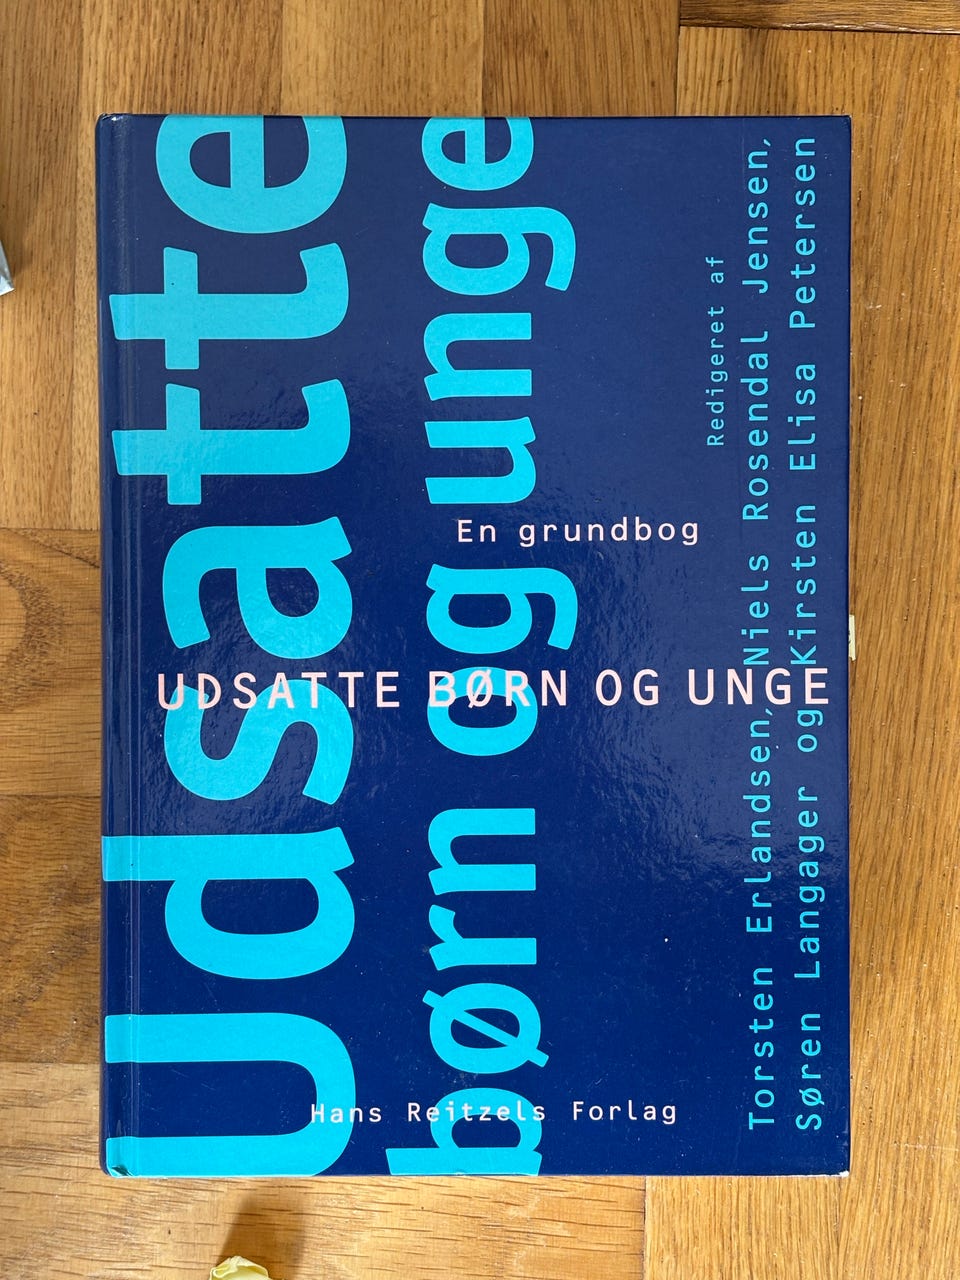 Udsatte
børn og unge
En grundbog
UDSATTE BØRN OG UNGE
Redigeret af
Torsten Erlandsen, Niels Rosendal Jensen,
Søren Langager og Kirsten Elisa Petersen
Hans Reitzels Forlag